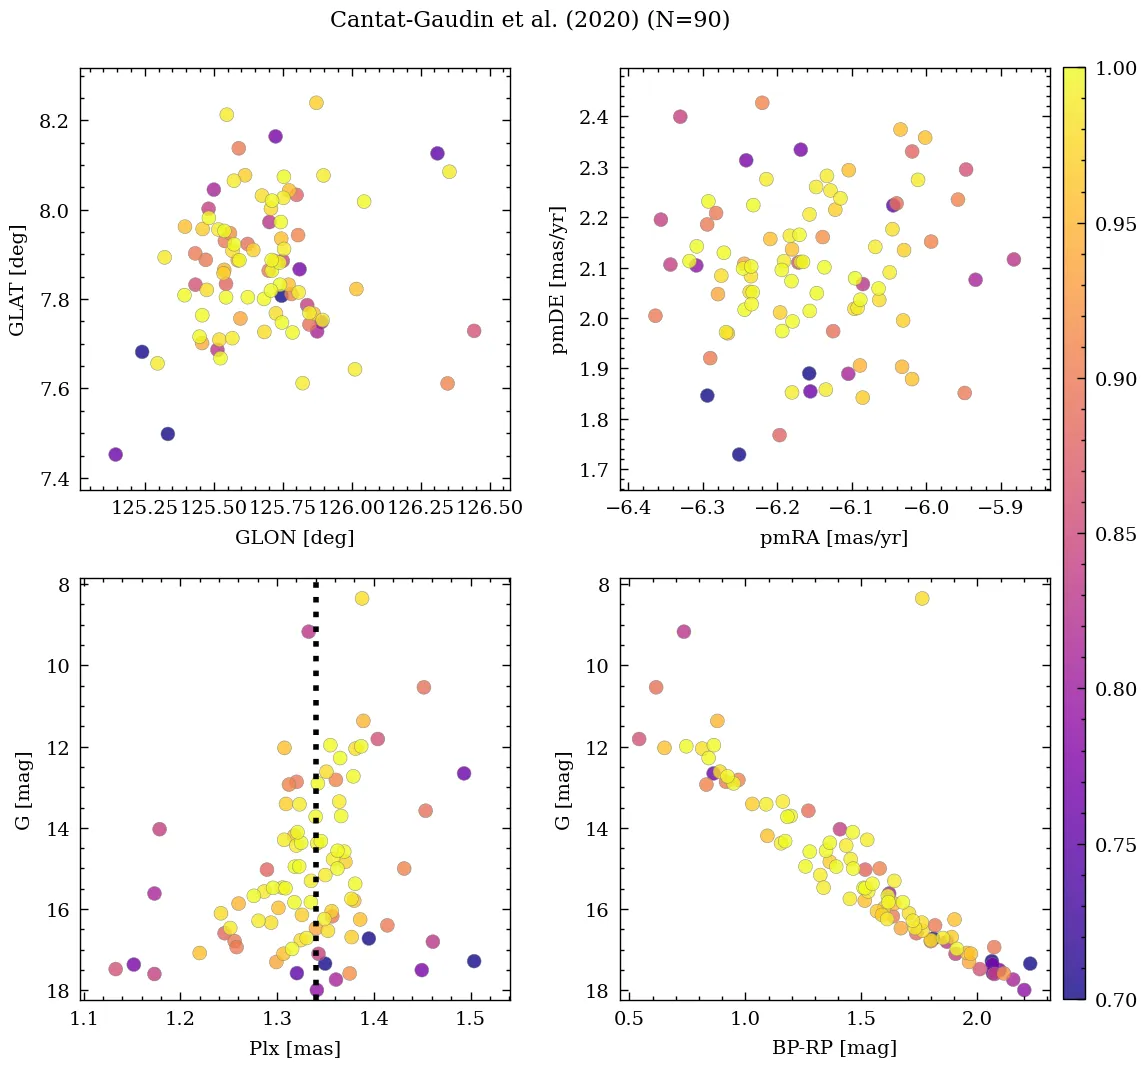 Cantat-Gaudin et al. (2020) (N=90)
8.2
8.0
7.8
7.6
7.4
GLAT [deg]
125.25 125.50 125.75 126.00 126.25 126.50
GLON [deg]
2.4
2.3
2.2
2.1
2.0
1.9
1.8
1.7
pmDE [mas/yr]
−6.4 −6.3 −6.2 −6.1 −6.0 −5.9
pmRA [mas/yr]
8
10
12
14
16
18
G [mag]
1.1 1.2 1.3 1.4 1.5
Plx [mas]
8
10
12
14
16
18
G [mag]
0.5 1.0 1.5 2.0
BP-RP [mag]
1.00
0.95
0.90
0.85
0.80
0.75
0.70